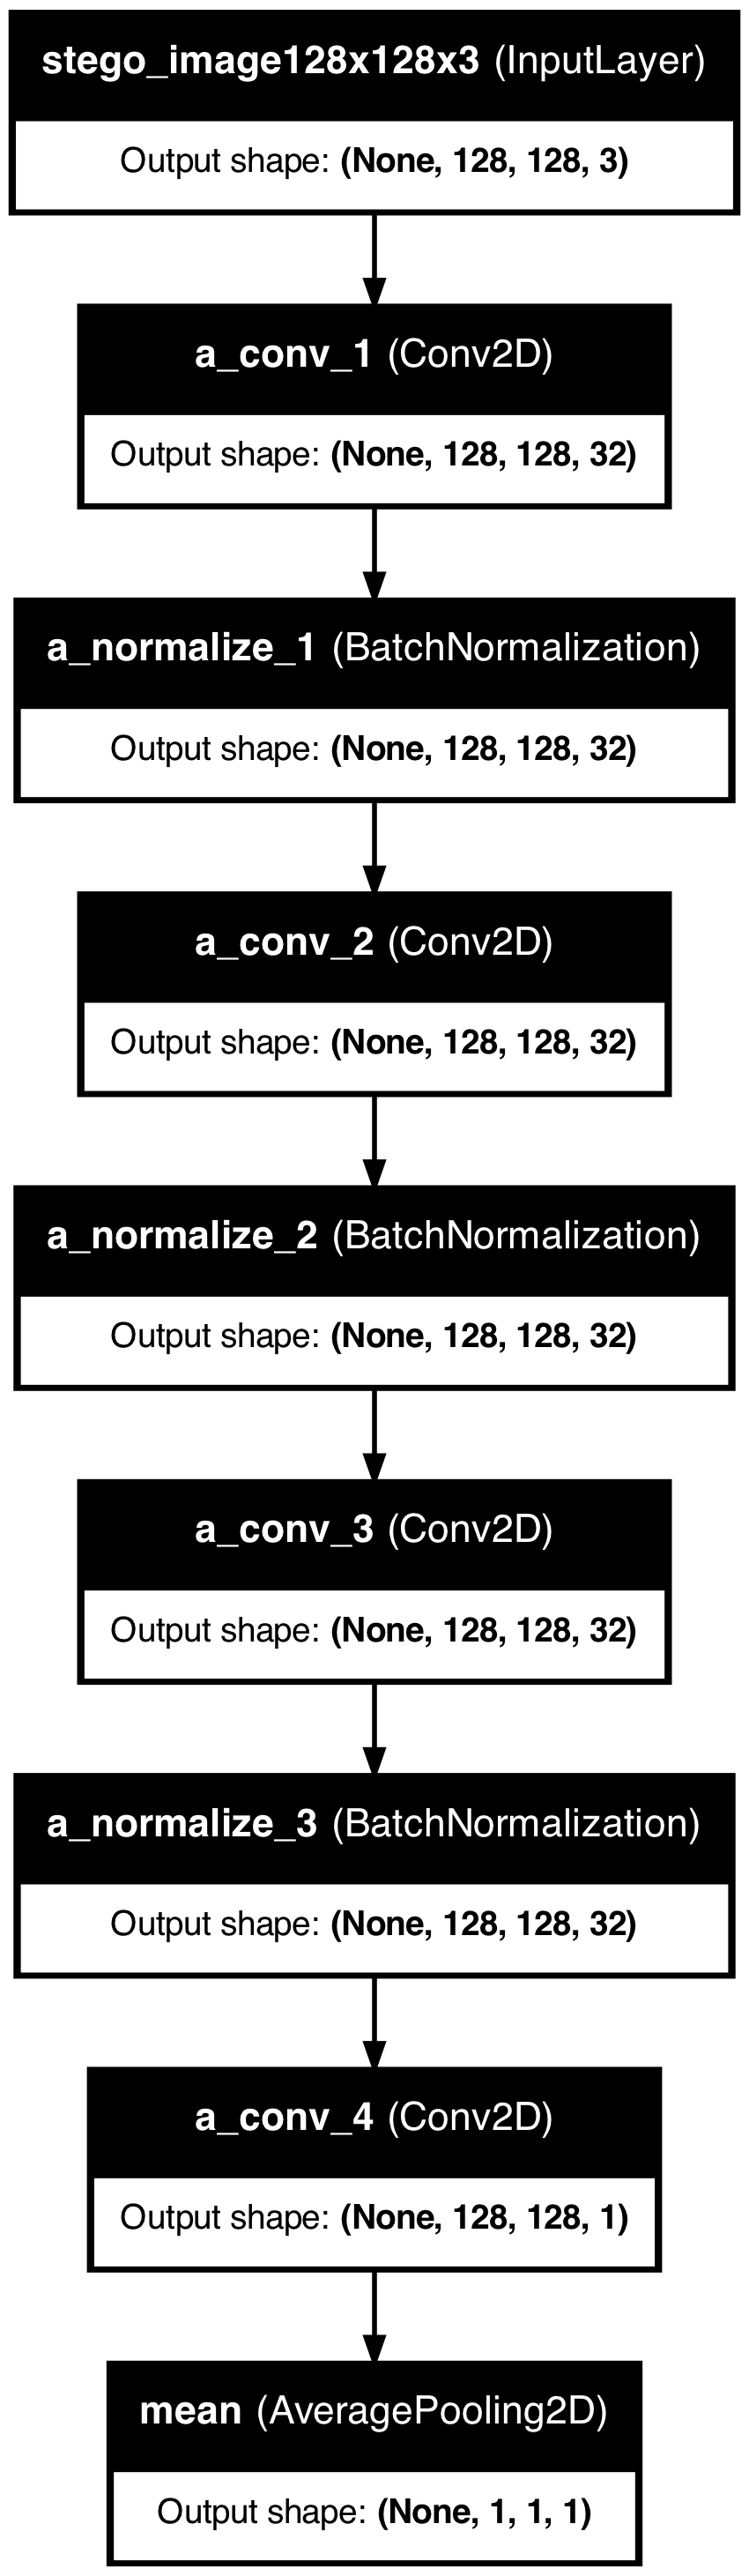 stego_image128x128x3 (InputLayer)
Output shape: (None, 128, 128, 3)
a_conv_1 (Conv2D)
Output shape: (None, 128, 128, 32)
a_normalize_1 (BatchNormalization)
Output shape: (None, 128, 128, 32)
a_conv_2 (Conv2D)
Output shape: (None, 128, 128, 32)
a_normalize_2 (BatchNormalization)
Output shape: (None, 128, 128, 32)
a_conv_3 (Conv2D)
Output shape: (None, 128, 128, 32)
a_normalize_3 (BatchNormalization)
Output shape: (None, 128, 128, 32)
a_conv_4 (Conv2D)
Output shape: (None, 128, 128, 1)
mean (AveragePooling2D)
Output shape: (None, 1, 1, 1)